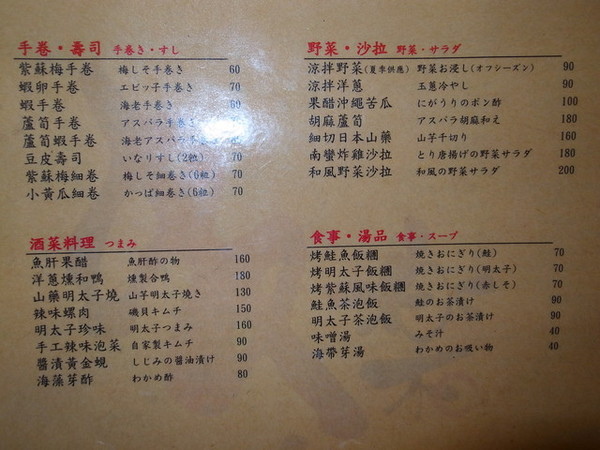 手巻・壽司 手巻き・すし
紫蘇梅手卷 梅しそ手巻き 60
蝦卵手卷 エビッ子手巻き 70
蝦手卷 海老手巻き
蘆筍手卷 アスパラ手巻き
蘆筍蝦手卷 海老アスパラ手巻き
豆皮壽司 いなりすし(2粒) 70
紫蘇梅細卷 梅しそ細巻き(6粒) 70
小黃瓜細卷 かっぱ細巻き(6粒) 70
野菜・沙拉 野菜・サラダ
涼拌野菜(夏季供應) 野菜お浸し(オフシーズン) 90
涼拌洋蔥 玉葱冷やし 90
果醋沖繩苦瓜 にがうりのポン酢 100
胡麻蘆筍 アスパラ胡麻和え 180
細切日本山藥 山芋千切り 160
南蠻炸雞沙拉 とり唐揚げの野菜サラダ 180
和風野菜沙拉 和風の野菜サラダ 200
酒菜料理 つまみ
魚肝果醋 魚肝酢の物 160
洋蔥燻和鴨 燻製合鴨 180
山藥明太子燒 山芋明太子焼き 130
辣味螺肉 磯貝キムチ 150
明太子珍味 明太子つまみ 160
手工辣味泡菜 自家製キムチ 90
醬漬黃金蜆 しじみの醤油漬け 90
海藻芽酢 わかめ酢 80
食事・湯品 食事・スープ
烤鮭魚飯糰 焼きおにぎり(鮭) 70
烤明太子飯糰 焼きおにぎり(明太子) 70
烤紫蘇風味飯糰 焼きおにぎり(赤しそ) 70
鮭魚茶泡飯 鮭のお茶漬け 90
明太子茶泡飯 明太子のお茶漬け 90
味噌湯 みそ汁 40
海帶芽湯 わかめのお吸い物 40